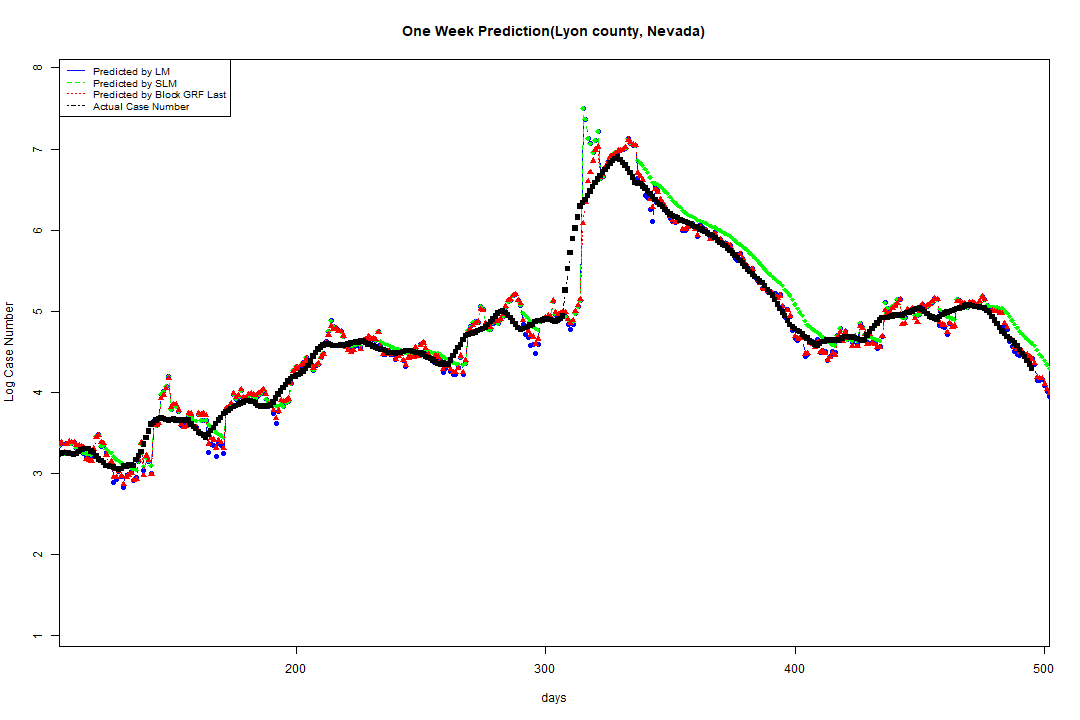 One Week Prediction(Lyon county, Nevada)
Predicted by LM
Predicted by SLM
Predicted by Block GRF Last
Actual Case Number
8
7
6
5
4
3
2
1
Log Case Number
200 300 400 500
days